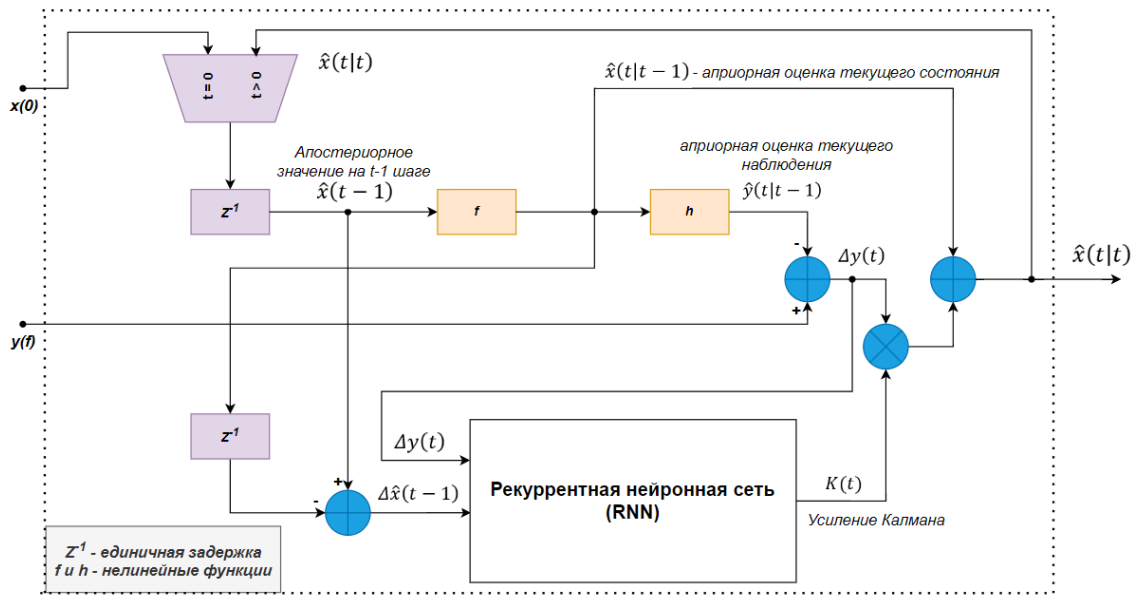 x̂(t|t)
x̂(t|t − 1) - априорная оценка текущего состояния
t = 0
t > 0
x(0)
Апостериорное
значение на t-1 шаге
x̂(t − 1)
априорная оценка текущего
наблюдения
ŷ(t|t − 1)
Z⁻¹
f
h
-
Δy(t)
x̂(t|t)
+
y(f)
Z⁻¹
Δy(t)
+
-
Δx̂(t − 1)
Рекуррентная нейронная сеть
(RNN)
K(t)
Усиление Калмана
Z⁻¹ - единичная задержка
f и h - нелинейные функции